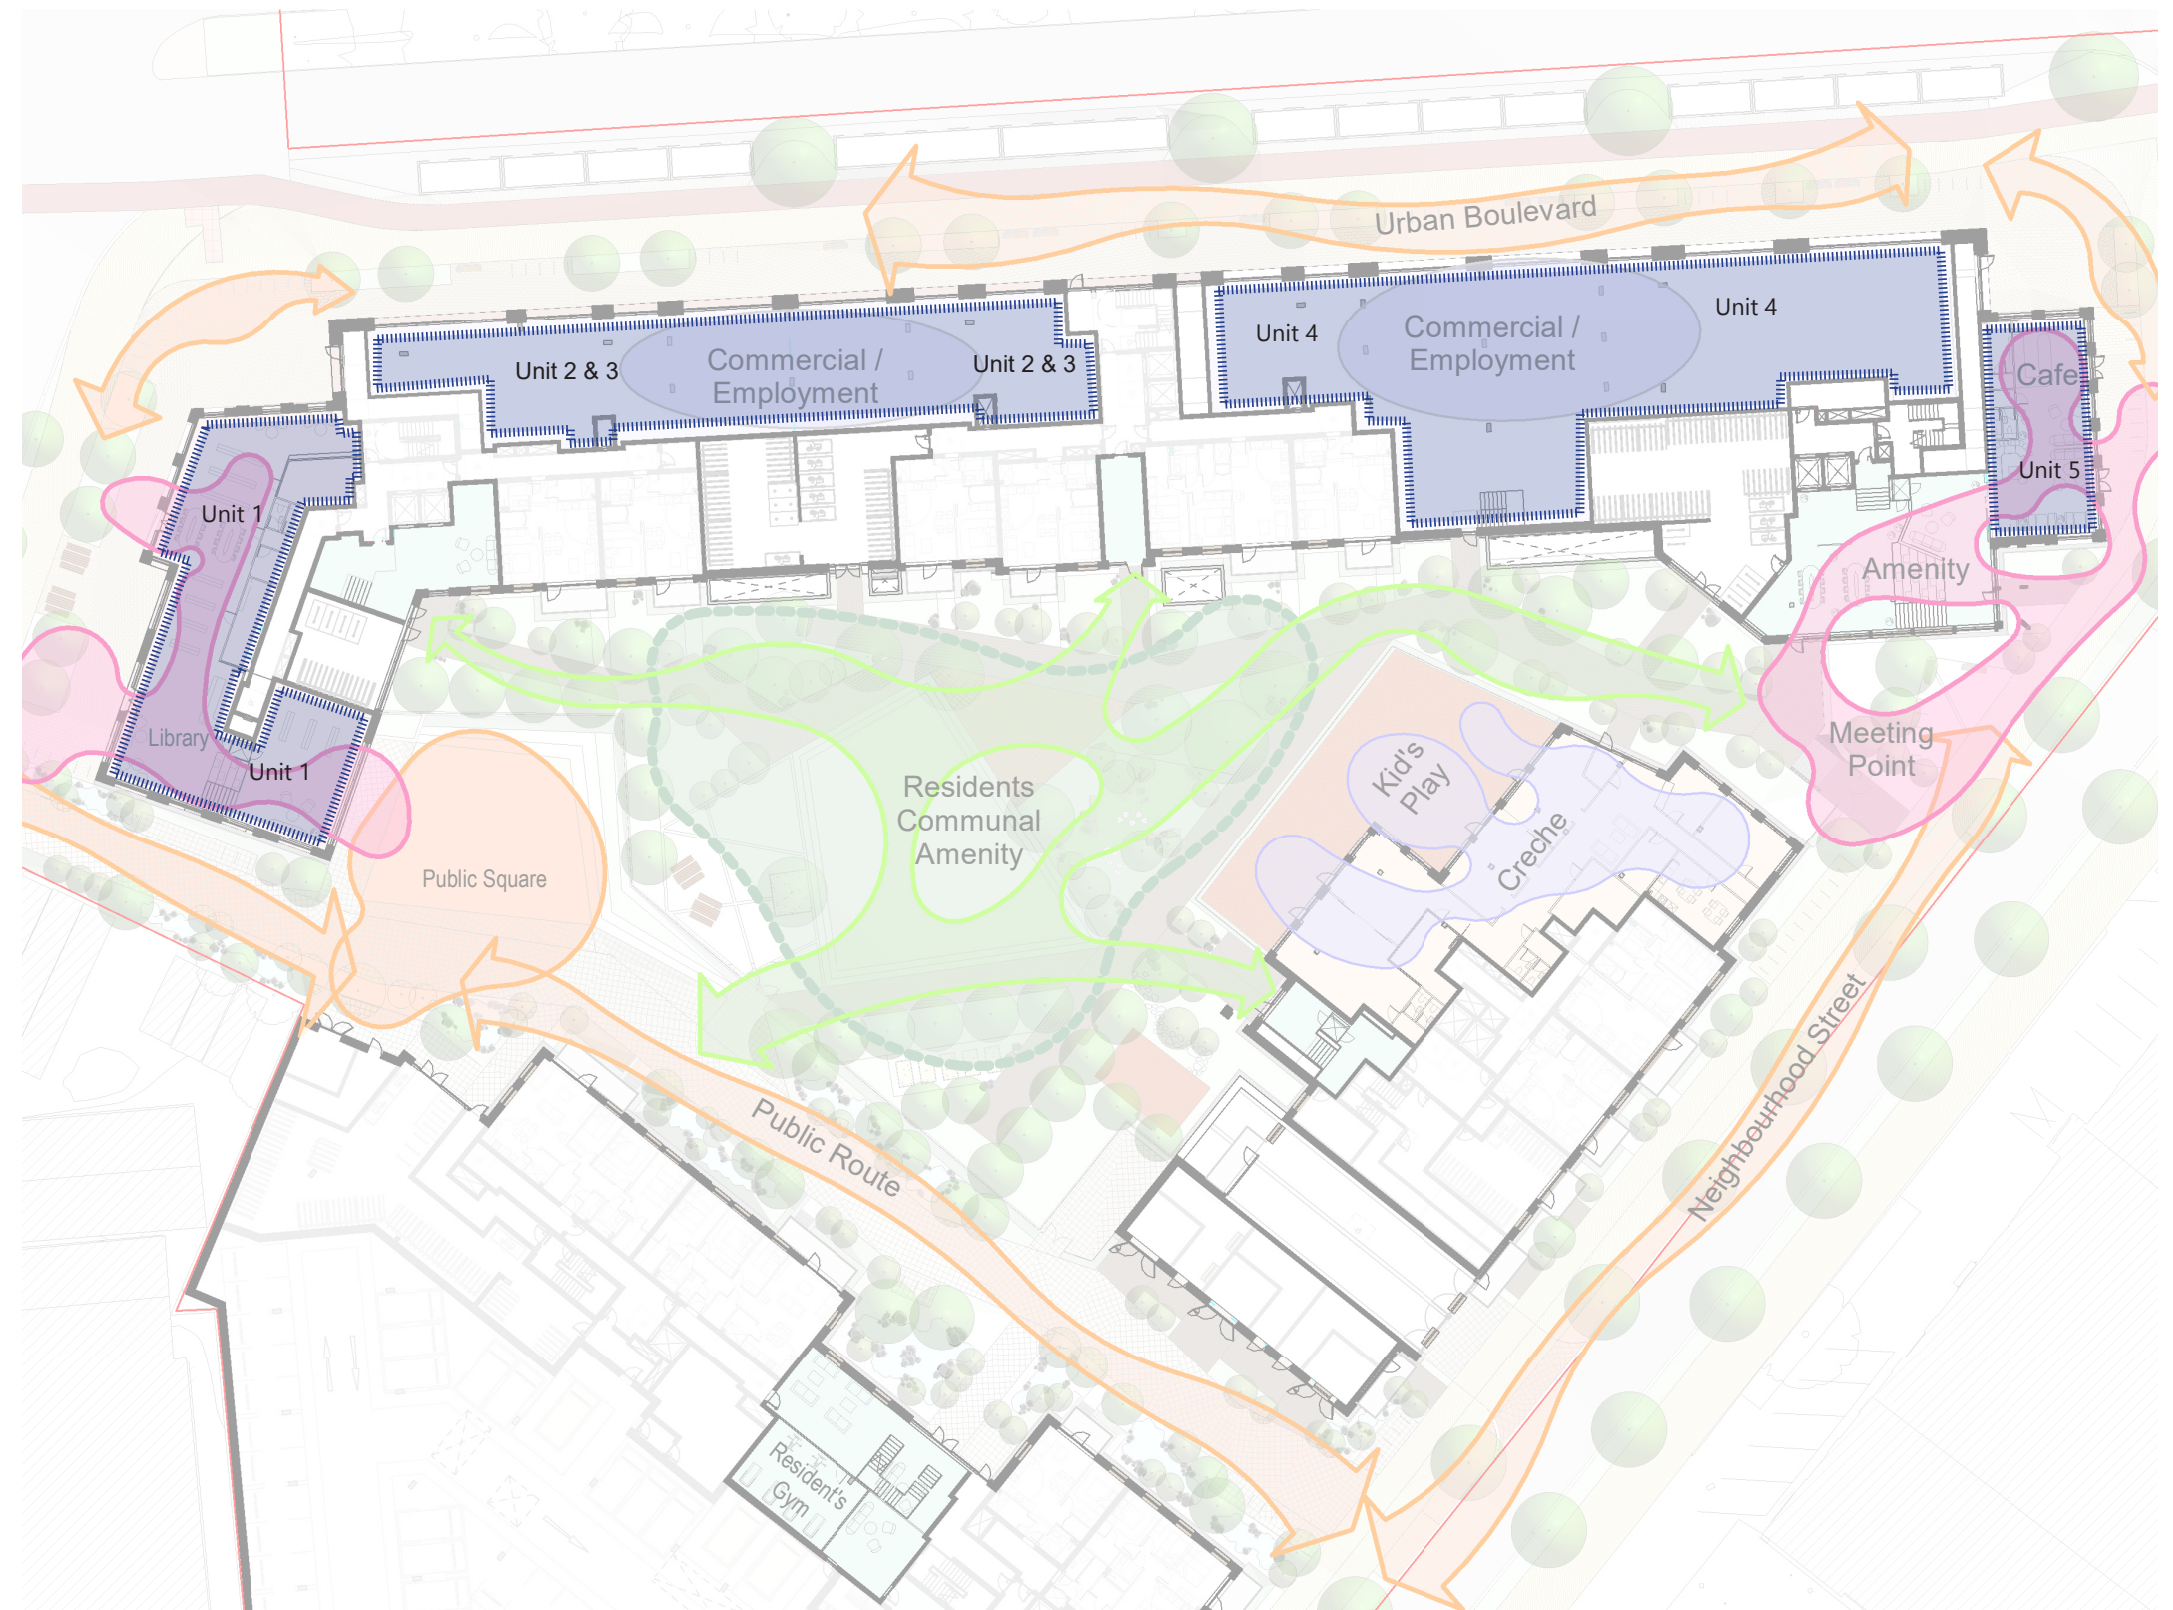 Urban Boulevard
Unit 4
Unit 4
Commercial /
Employment
Unit 2 & 3
Unit 2 & 3
Commercial /
Employment
Cafe
Unit 5
Unit 1
Amenity
Library
Unit 1
Meeting
Point
Kid's
Play
Residents
Communal
Amenity
Creche
Public Square
Neighbourhood Street
Public Route
Resident's
Gym